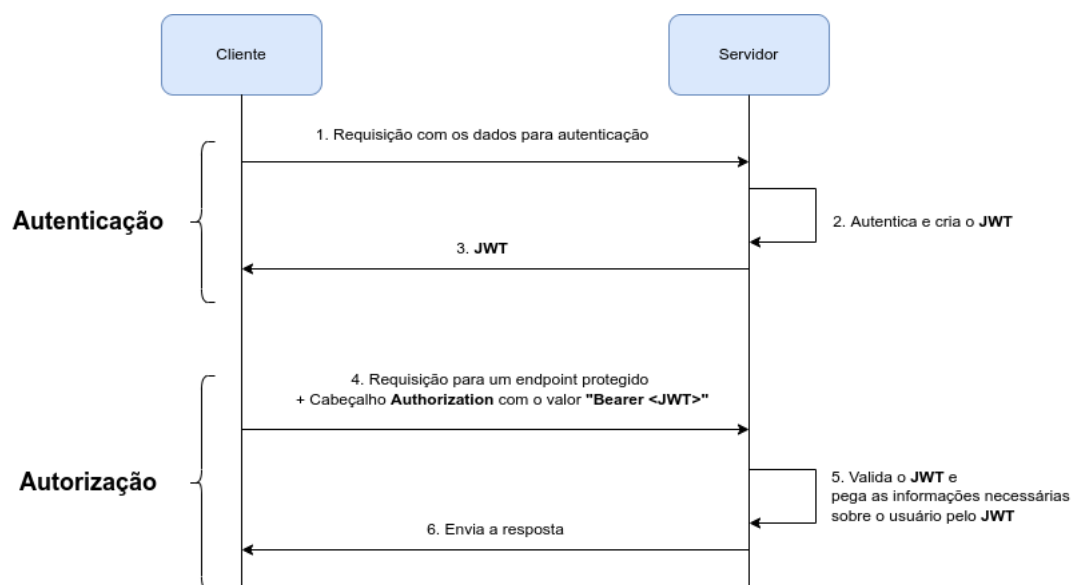 Cliente
Servidor
1. Requisição com os dados para autenticação
Autenticação
2. Autentica e cria o JWT
3. JWT
4. Requisição para um endpoint protegido
+ Cabeçalho Authorization com o valor "Bearer <JWT>"
Autorização
5. Valida o JWT e
pega as informações necessárias
sobre o usuário pelo JWT
6. Envia a resposta